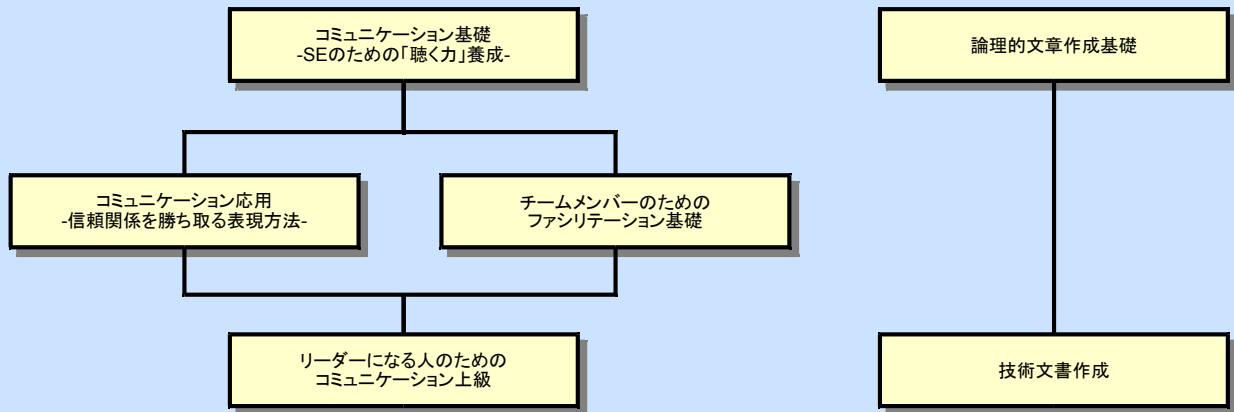 コミュニケーション基礎
-SEのための｢聴く力｣養成-
論理的文章作成基礎
コミュニケーション応用
-信頼関係を勝ち取る表現方法-
チームメンバーのための
ファシリテーション基礎
リーダーになる人のための
コミュニケーション上級
技術文書作成